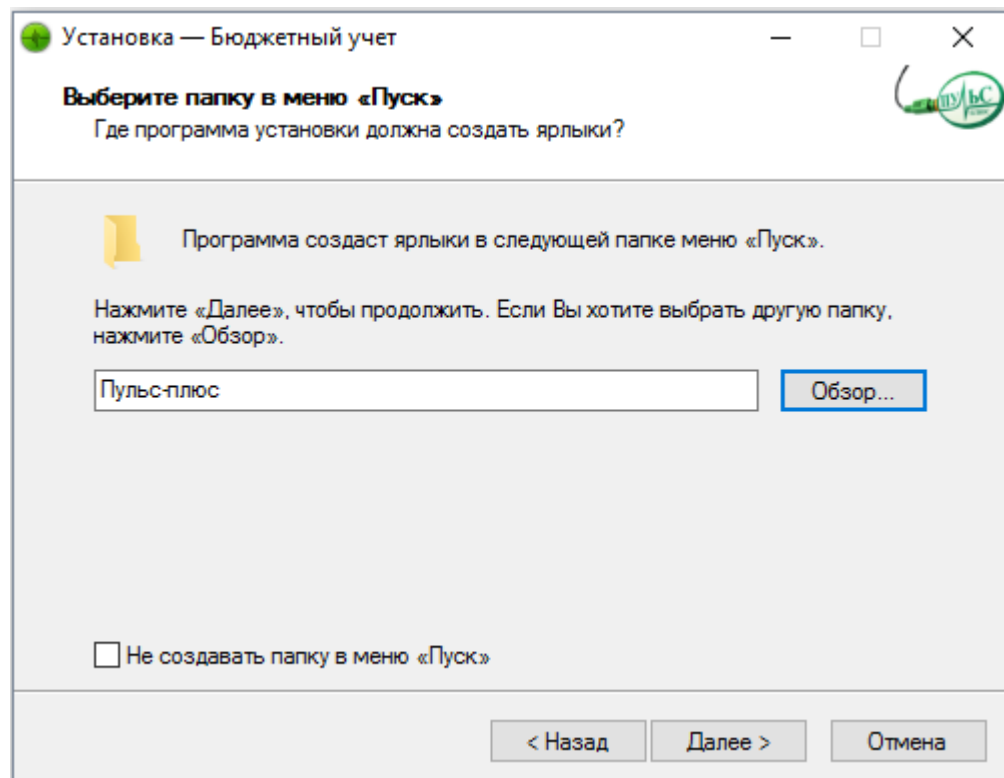 Установка — Бюджетный учет
Выберите папку в меню «Пуск»
Где программа установки должна создать ярлыки?
ПУЛЬС
Программа создаст ярлыки в следующей папке меню «Пуск».
Нажмите «Далее», чтобы продолжить. Если Вы хотите выбрать другую папку,
нажмите «Обзор».
Пульс-плюс
Обзор...
Не создавать папку в меню «Пуск»
< Назад
Далее >
Отмена